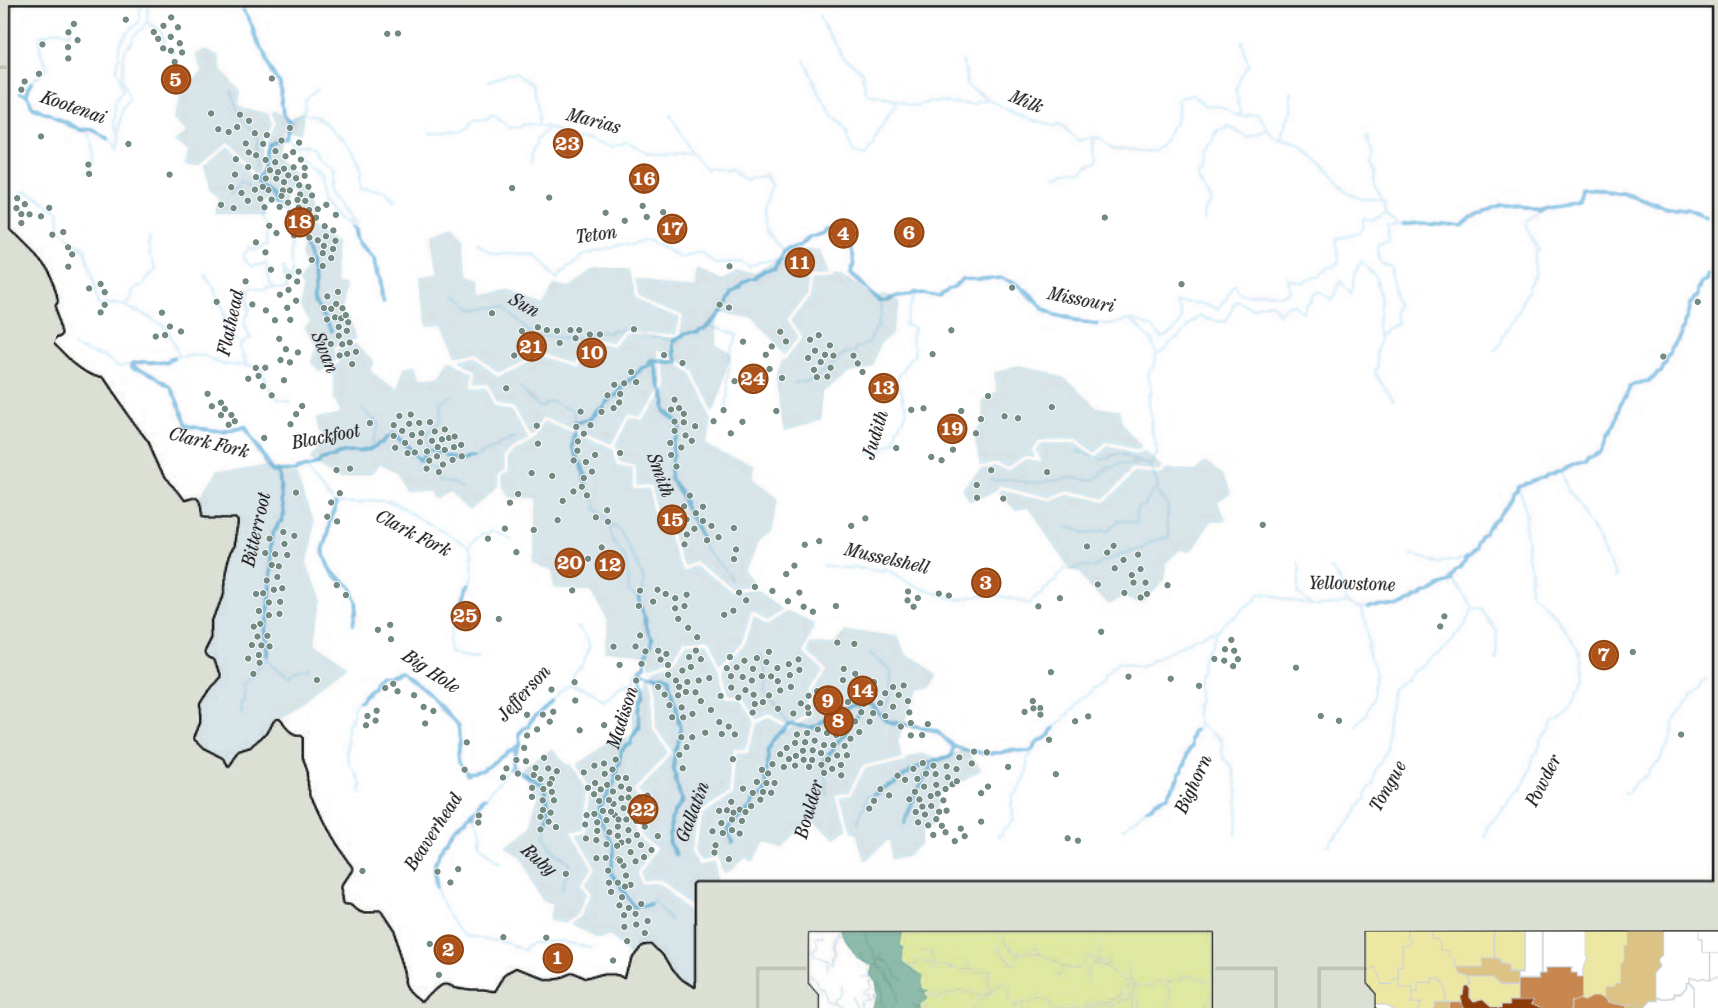 5
Kootenai
Milk
Marias
23
16
18
Teton
17
4
6
11
Flathead
Swan
Sun
Missouri
21
10
24
13
Clark Fork
Blackfoot
Judith
19
Smith
Bitterroot
Clark Fork
15
20
12
Musselshell
3
Yellowstone
25
Big Hole
Jefferson
Madison
9
14
8
7
Beaverhead
Ruby
22
Gallatin
Boulder
Bighorn
Tongue
Powder
2
1